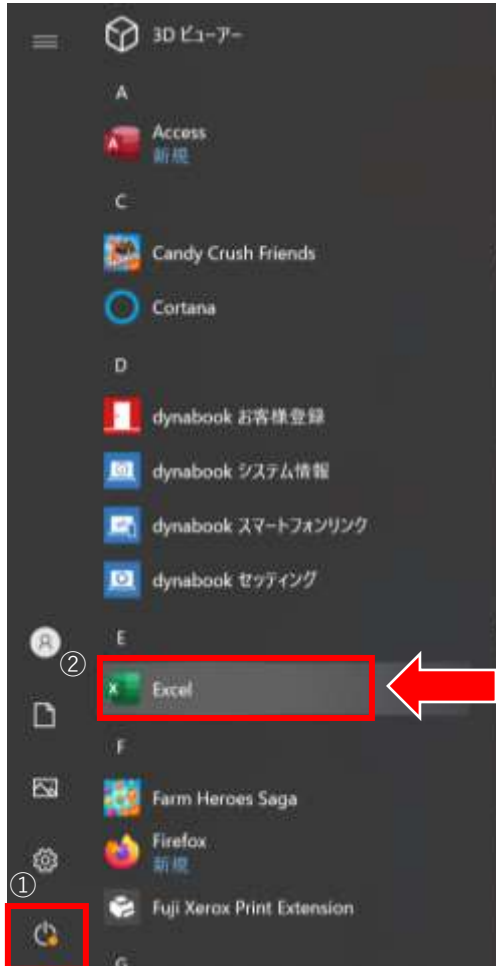 3D ビューアー
A
Access
新規
C
Candy Crush Friends
Cortana
D
dynabook お客様登録
dynabook システム情報
dynabook スマートフォンリンク
dynabook セッティング
E
②
Excel
F
Farm Heroes Saga
Firefox
新規
①
Fuji Xerox Print Extension
G